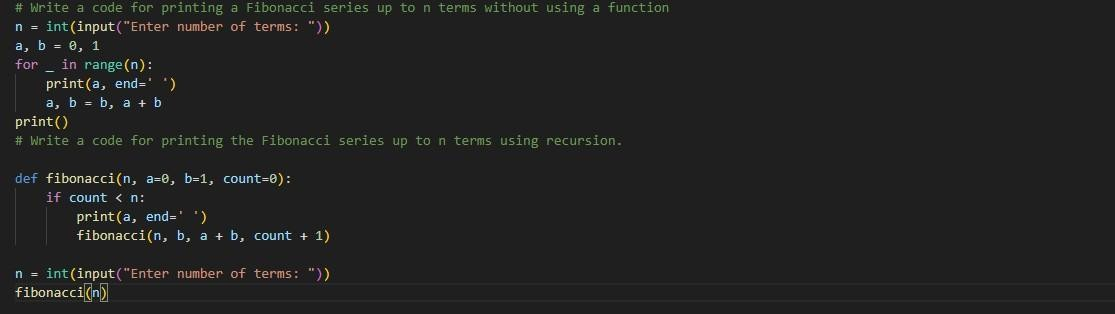 # Write a code for printing a Fibonacci series up to n terms without using a function
n = int(input("Enter number of terms: "))
a, b = 0, 1
for _ in range(n):
    print(a, end=' ')
    a, b = b, a + b
print()
# Write a code for printing the Fibonacci series up to n terms using recursion.

def fibonacci(n, a=0, b=1, count=0):
    if count < n:
        print(a, end=' ')
        fibonacci(n, b, a + b, count + 1)

n = int(input("Enter number of terms: "))
fibonacci(n)